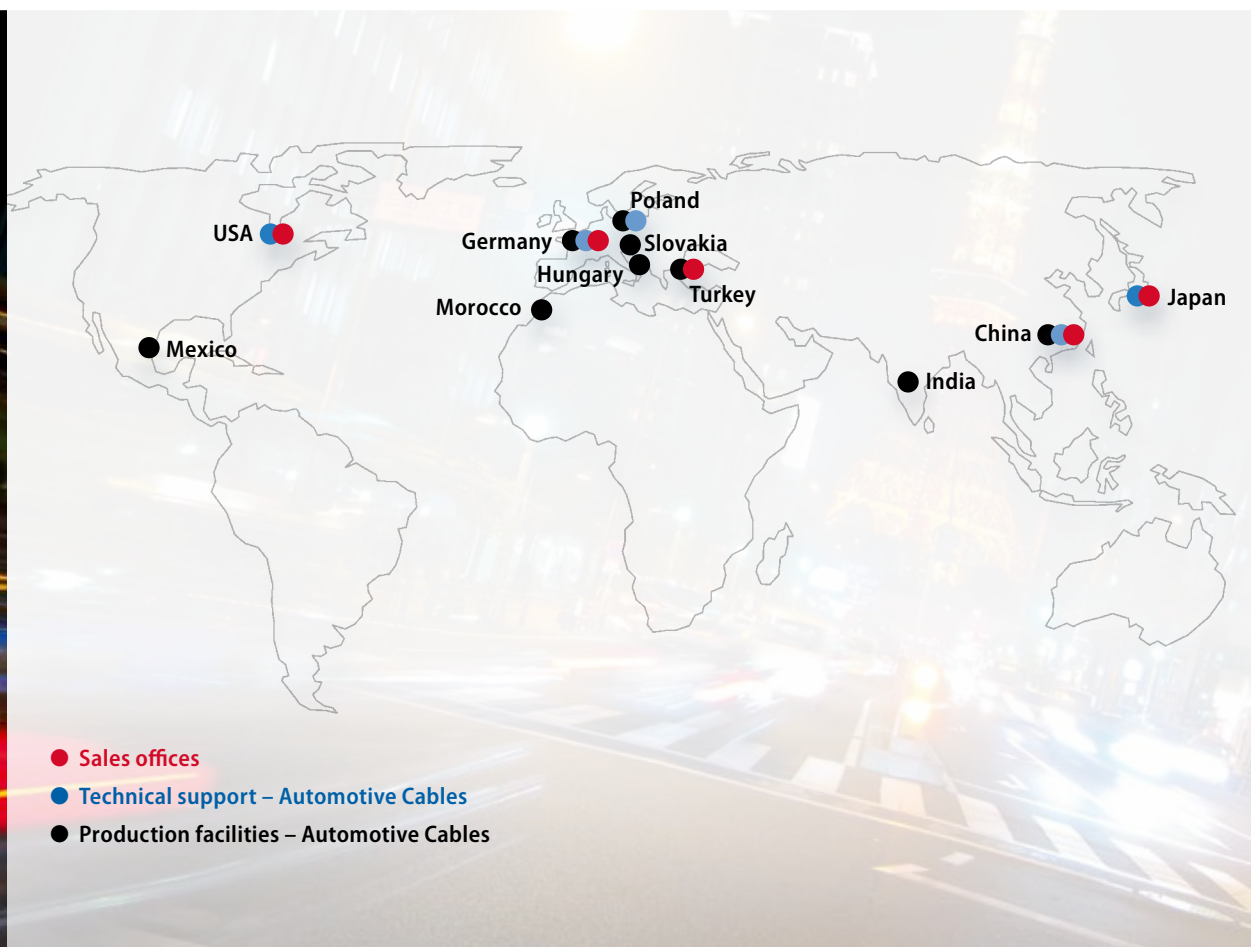 Poland
USA
Germany
Slovakia
Hungary
Turkey
Morocco
Japan
China
Mexico
India
Sales offices
Technical support – Automotive Cables
Production facilities – Automotive Cables